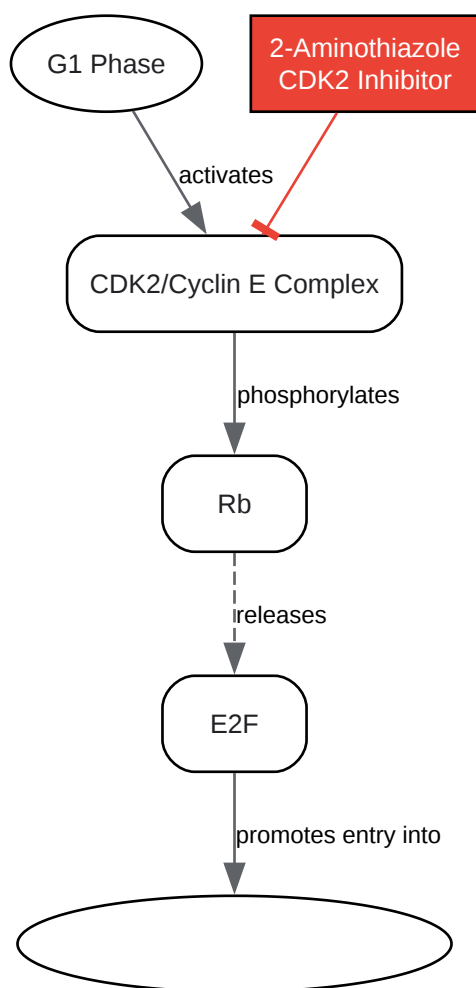 G1 Phase
2-Aminothiazole
CDK2 Inhibitor
activates
CDK2/Cyclin E Complex
phosphorylates
Rb
releases
E2F
promotes entry into